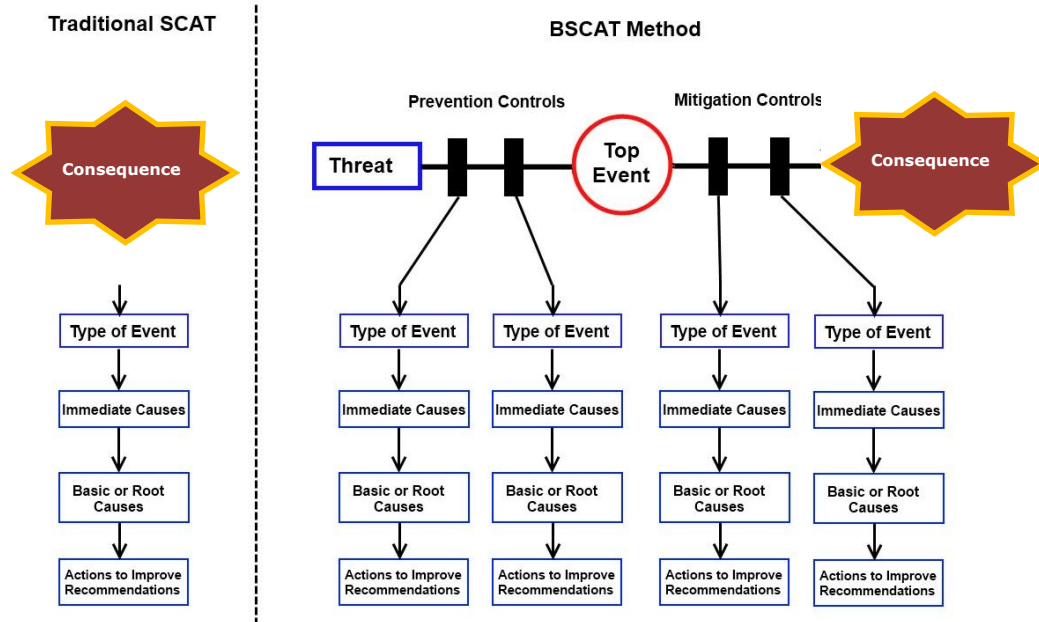 Traditional SCAT
BSCAT Method
Prevention Controls
Mitigation Controls
Consequence
Threat
Top
Event
Consequence
Type of Event
Type of Event
Type of Event
Type of Event
Type of Event
Immediate Causes
Immediate Causes
Immediate Causes
Immediate Causes
Immediate Causes
Basic or Root
Causes
Basic or Root
Causes
Basic or Root
Causes
Basic or Root
Causes
Basic or Root
Causes
Actions to Improve
Recommendations
Actions to Improve
Recommendations
Actions to Improve
Recommendations
Actions to Improve
Recommendations
Actions to Improve
Recommendations